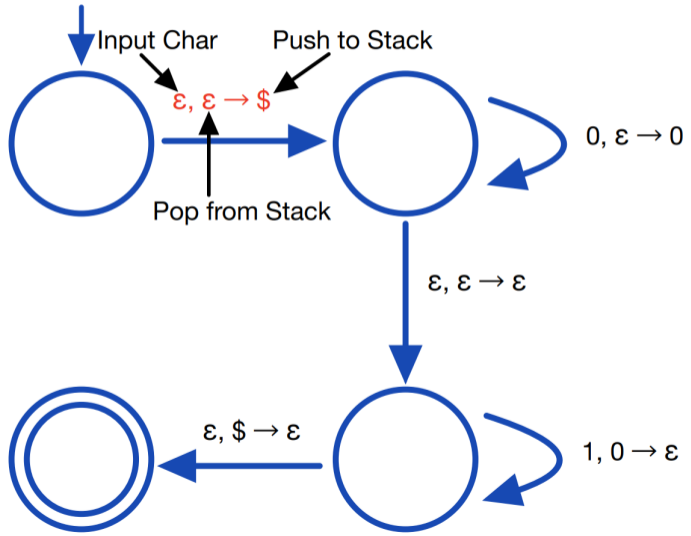 Input Char
Push to Stack
ε, ε → $
0, ε → 0
Pop from Stack
ε, ε → ε
ε, $ → ε
1, 0 → ε